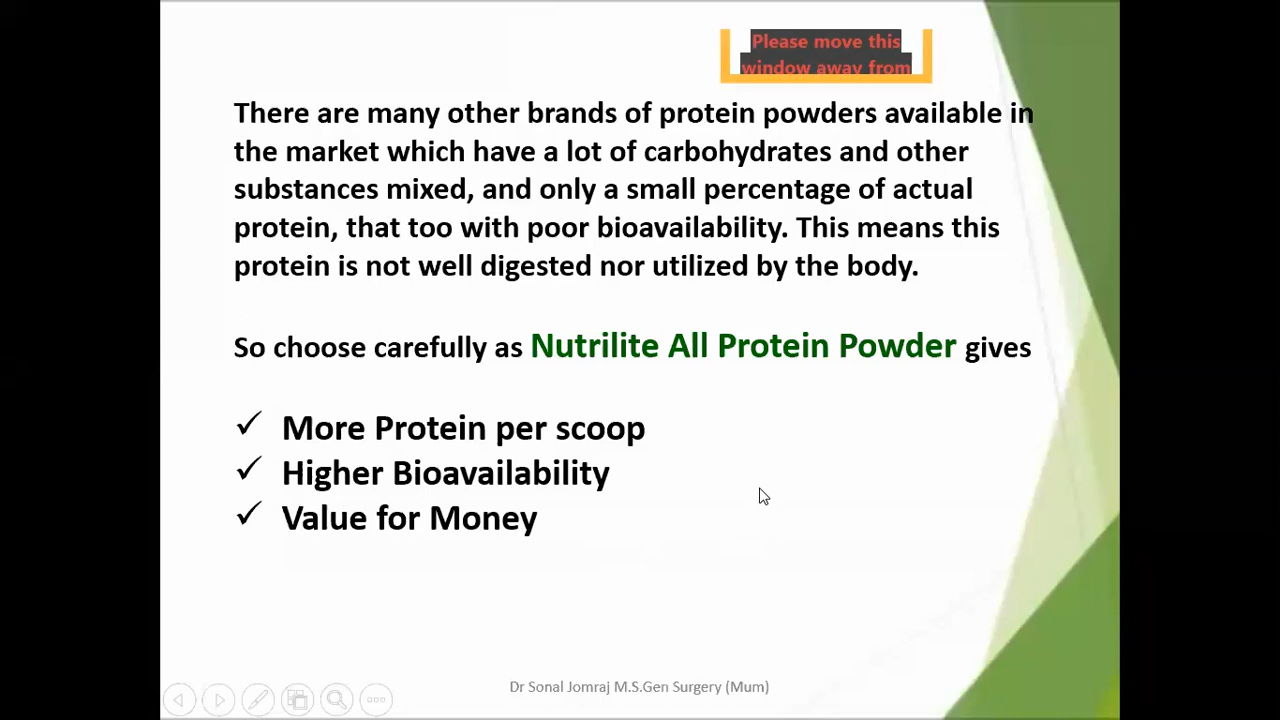 Please move this
window away from
There are many other brands of protein powders available in
the market which have a lot of carbohydrates and other
substances mixed, and only a small percentage of actual
protein, that too with poor bioavailability. This means this
protein is not well digested nor utilized by the body.
So choose carefully as Nutrilite All Protein Powder gives
✓ More Protein per scoop
✓ Higher Bioavailability
✓ Value for Money
Dr Sonal Jomraj M.S.Gen Surgery (Mum)